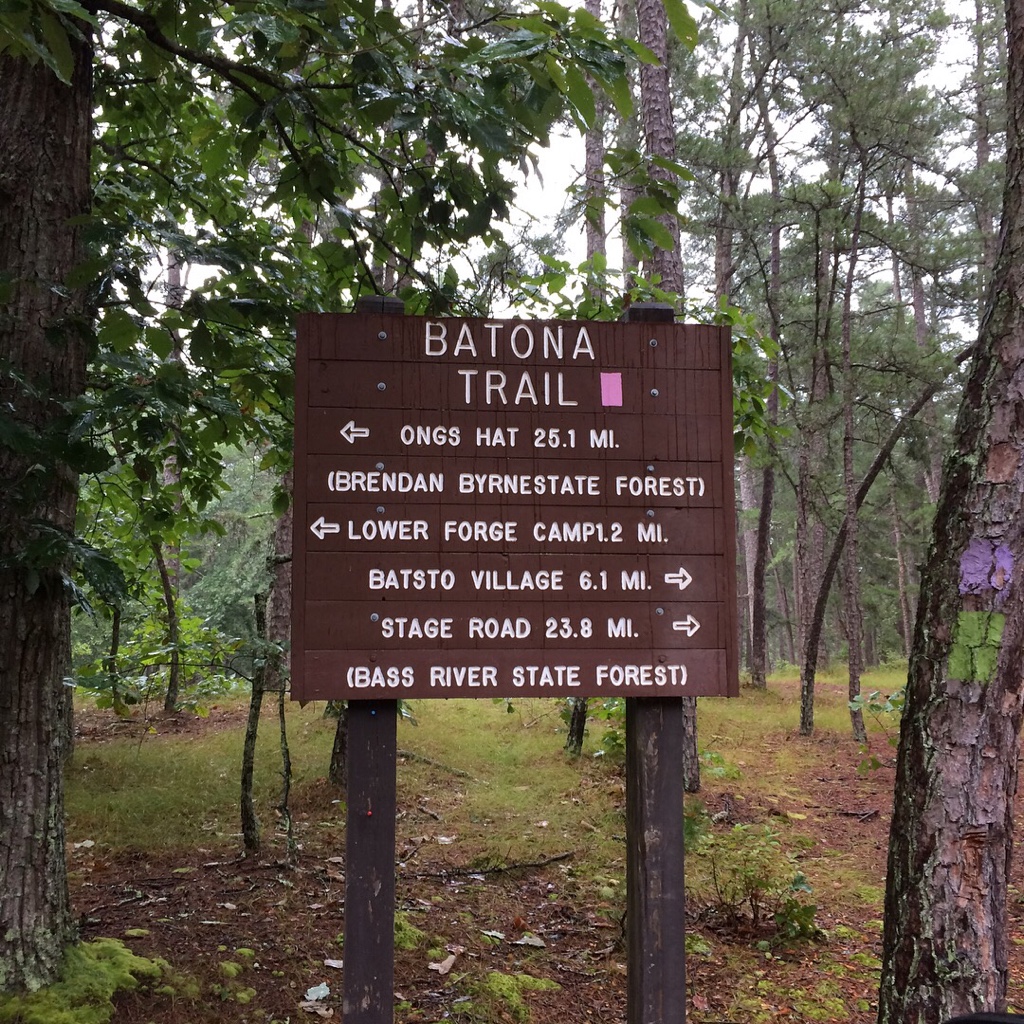 BATONA
TRAIL
ONGS HAT 25.1 MI.
(BRENDAN BYRNESTATE FOREST)
LOWER FORGE CAMP1.2 MI.
BATSTO VILLAGE 6.1 MI.
STAGE ROAD 23.8 MI.
(BASS RIVER STATE FOREST)